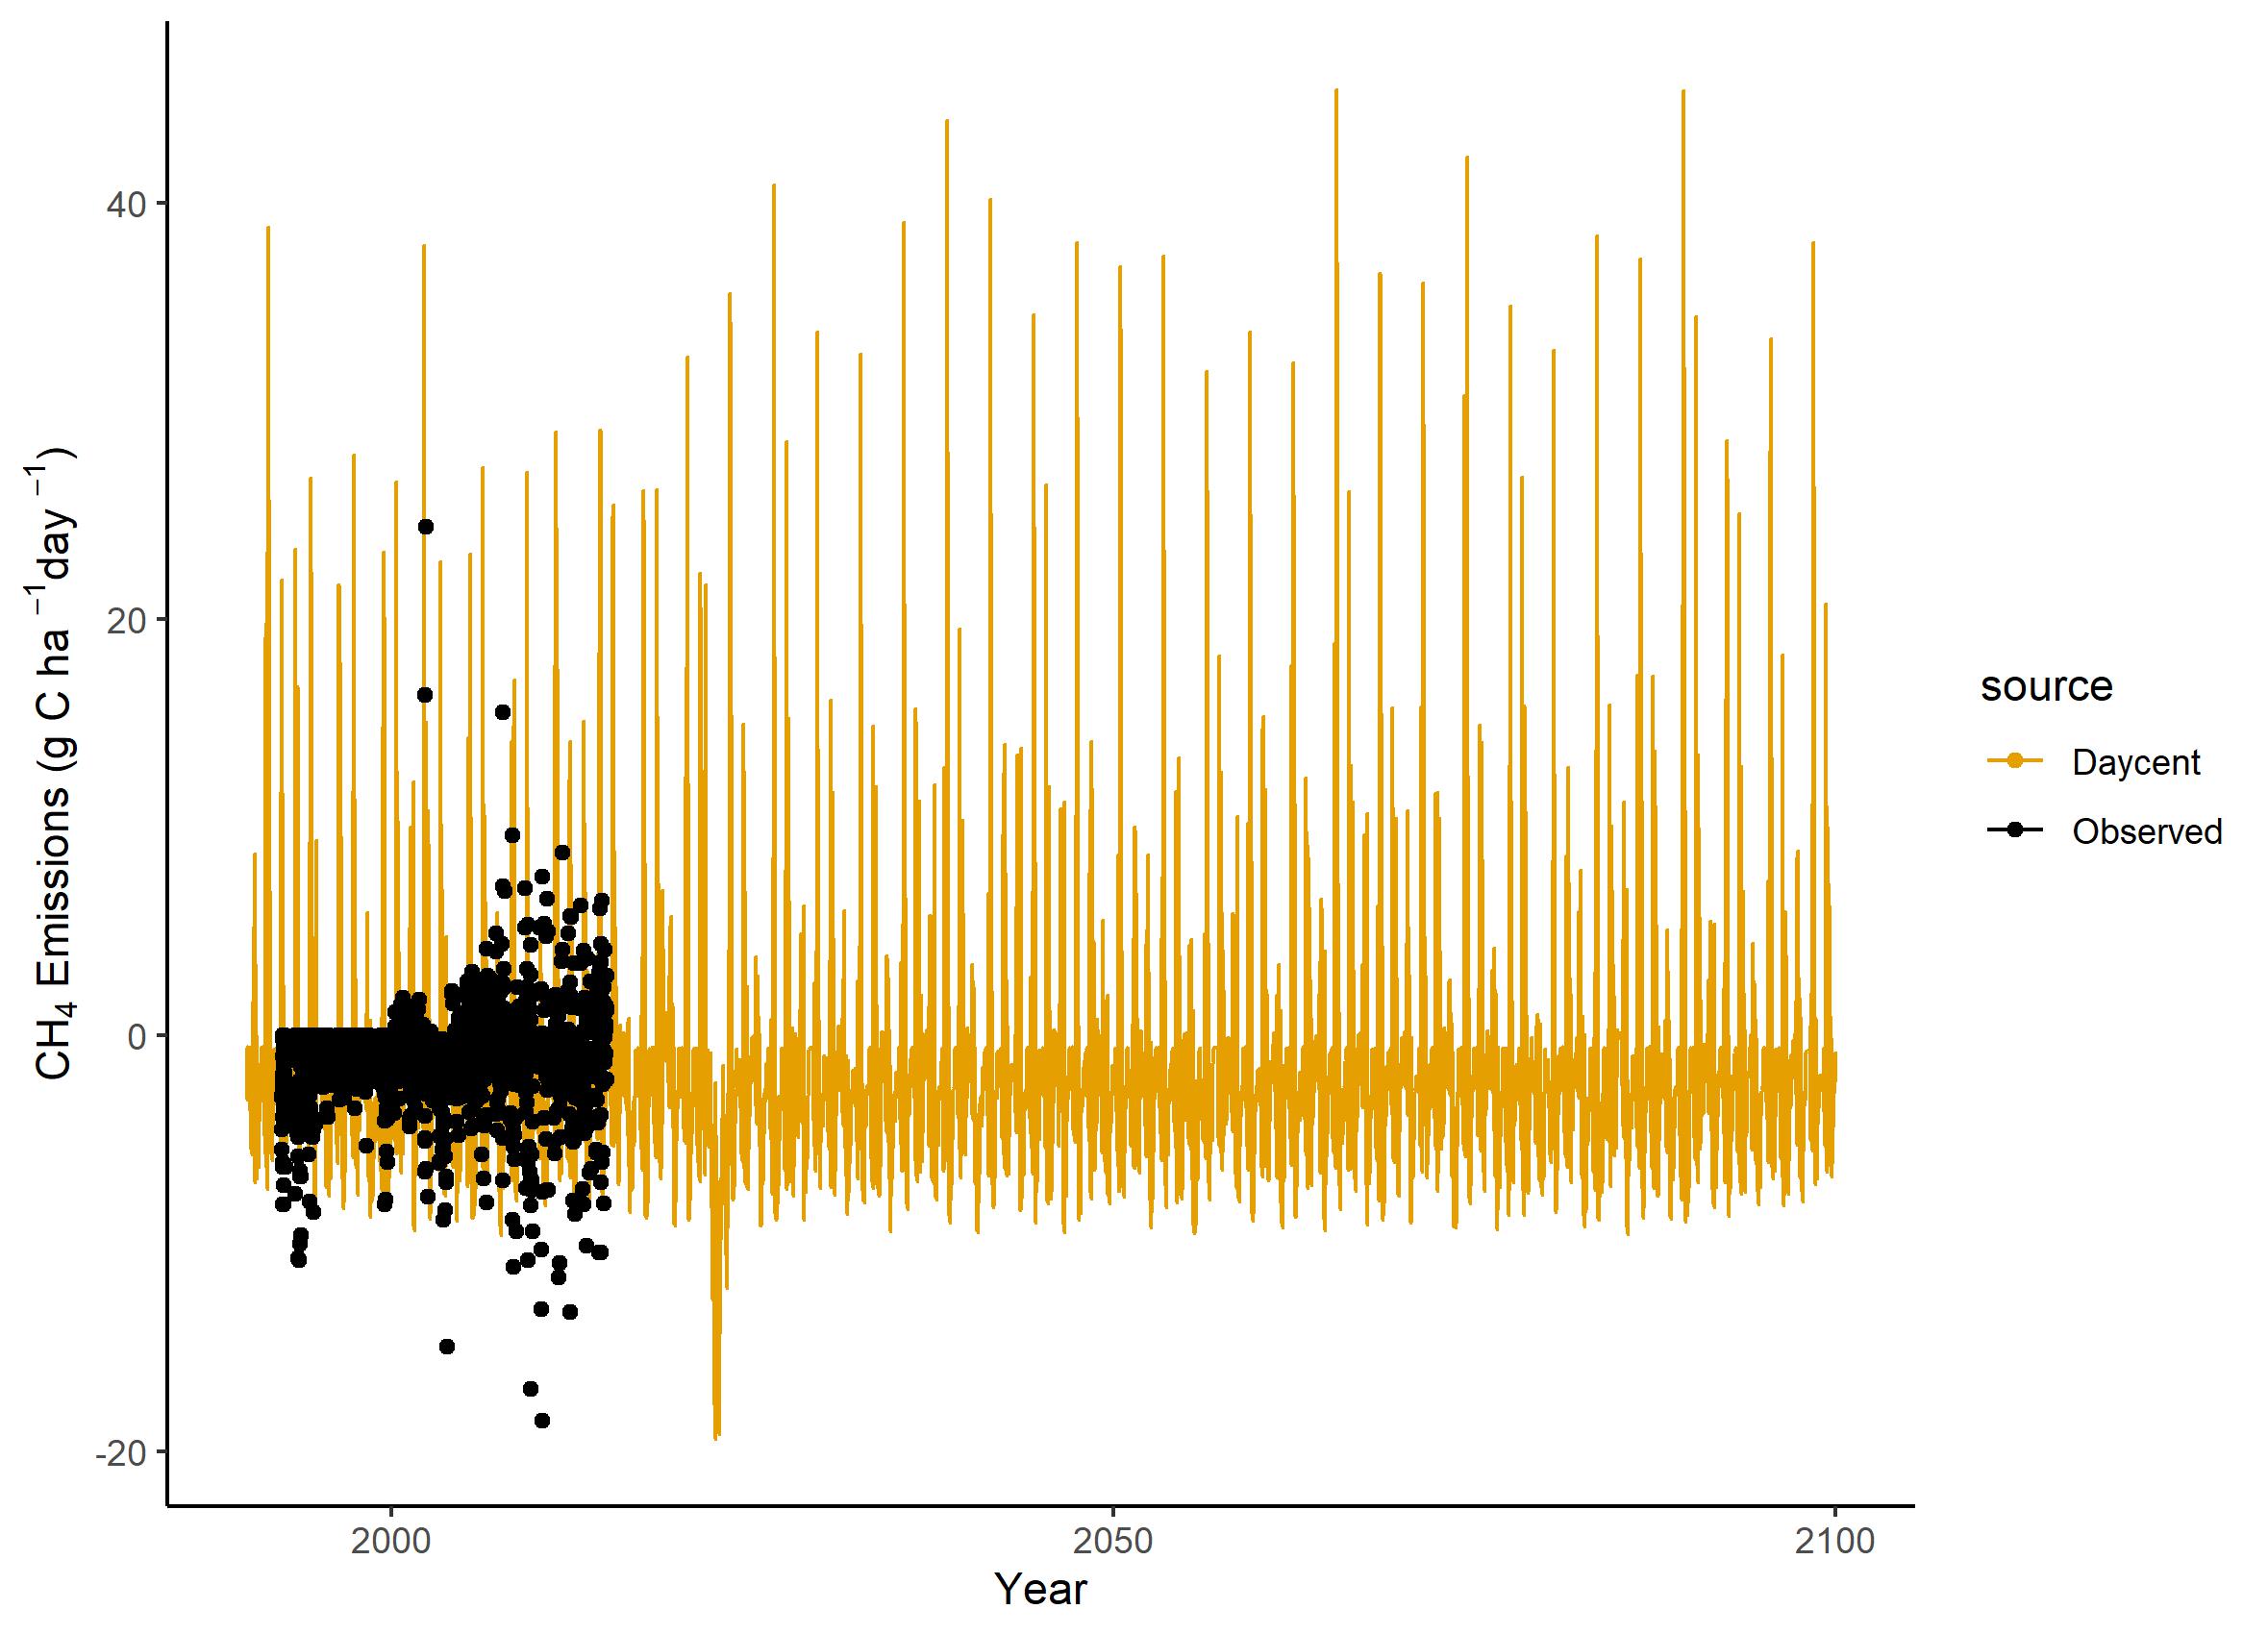 CH₄ Emissions (g C ha ⁻¹day ⁻¹)
40
20
0
-20
2000 2050 2100
Year
source
Daycent
Observed